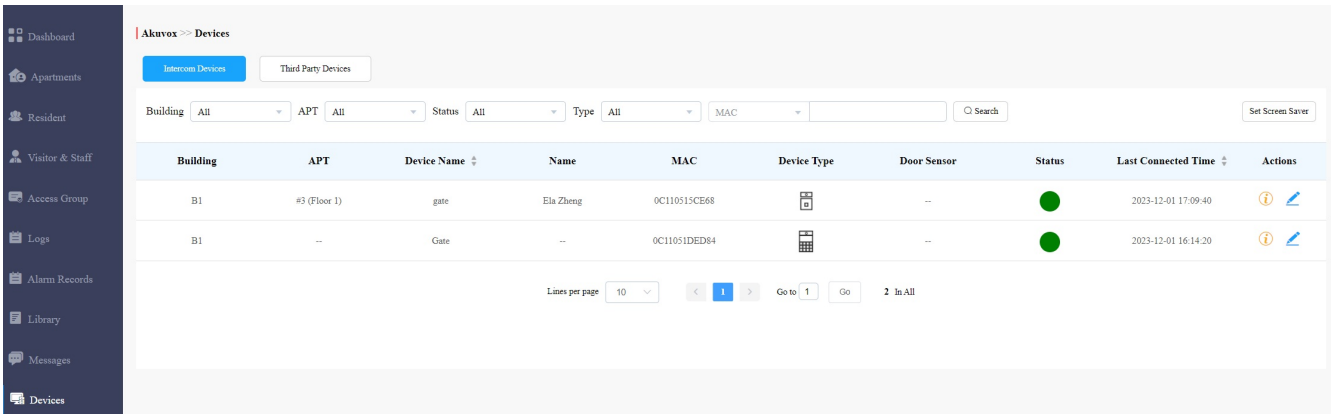 Dashboard
Apartments
Resident
Visitor & Staff
Access Group
Logs
Alarm Records
Library
Messages
Devices
Akuvox >> Devices
Intercom Devices Third Party Devices
Building All APT All Status All Type All MAC Search Set Screen Saver
Building APT Device Name Name MAC Device Type Door Sensor Status Last Connected Time Actions
B1 #3 (Floor 1) gate Ela Zheng 0C110515CE68 -- 2023-12-01 17:09:40
B1 -- Gate -- 0C11051DED84 -- 2023-12-01 16:14:20
Lines per page 10 < 1 > Go to 1 Go 2 In All